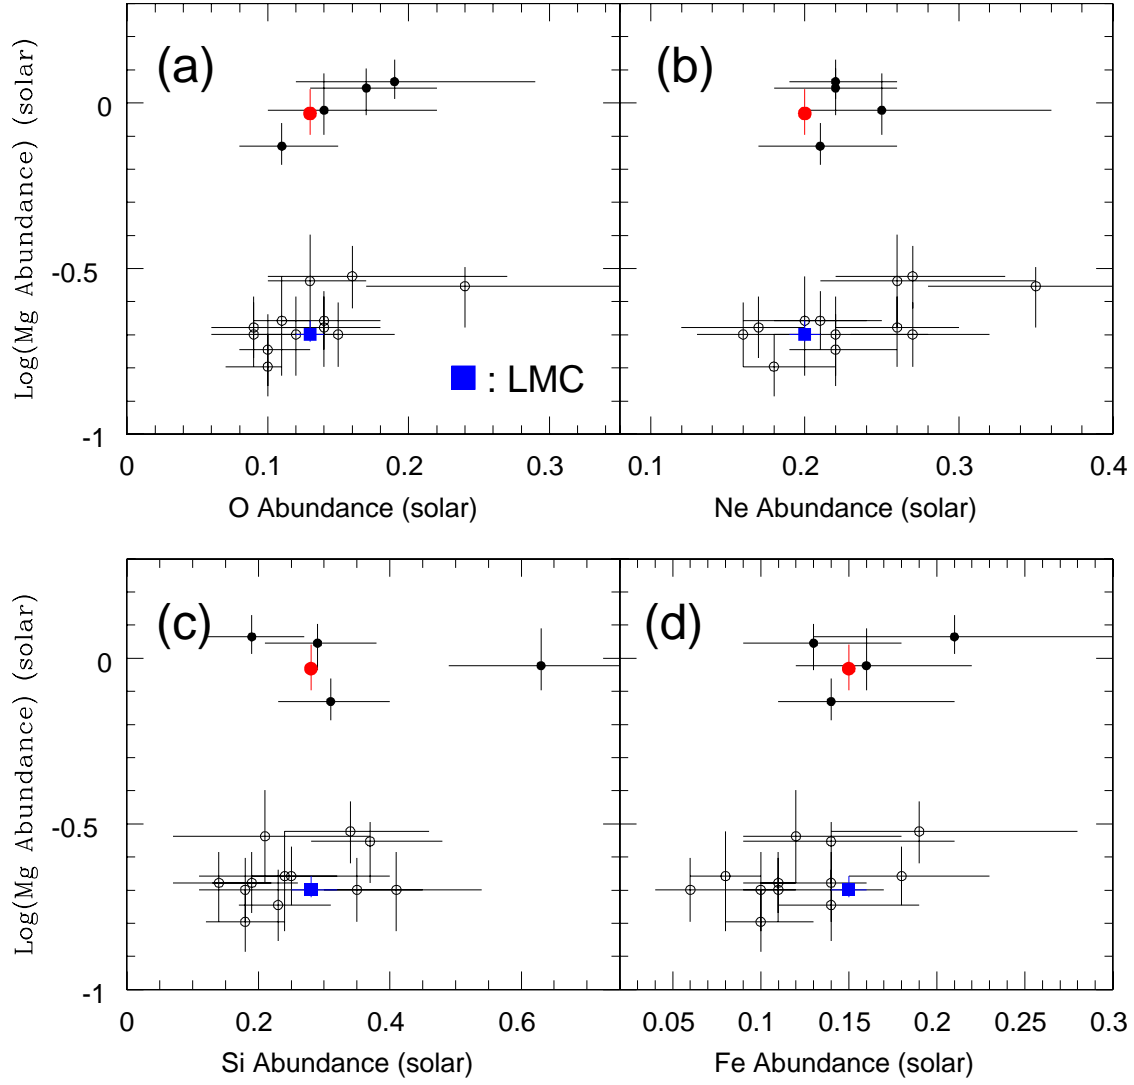 (a)
(b)
Log(Mg Abundance) (solar)
0
-0.5
-1
: LMC
0
0.1
0.2
0.3
0.1
0.2
0.3
0.4
O Abundance (solar)
Ne Abundance (solar)
(c)
(d)
Log(Mg Abundance) (solar)
0
-0.5
-1
0
0.2
0.4
0.6
0.05
0.1
0.15
0.2
0.25
0.3
Si Abundance (solar)
Fe Abundance (solar)